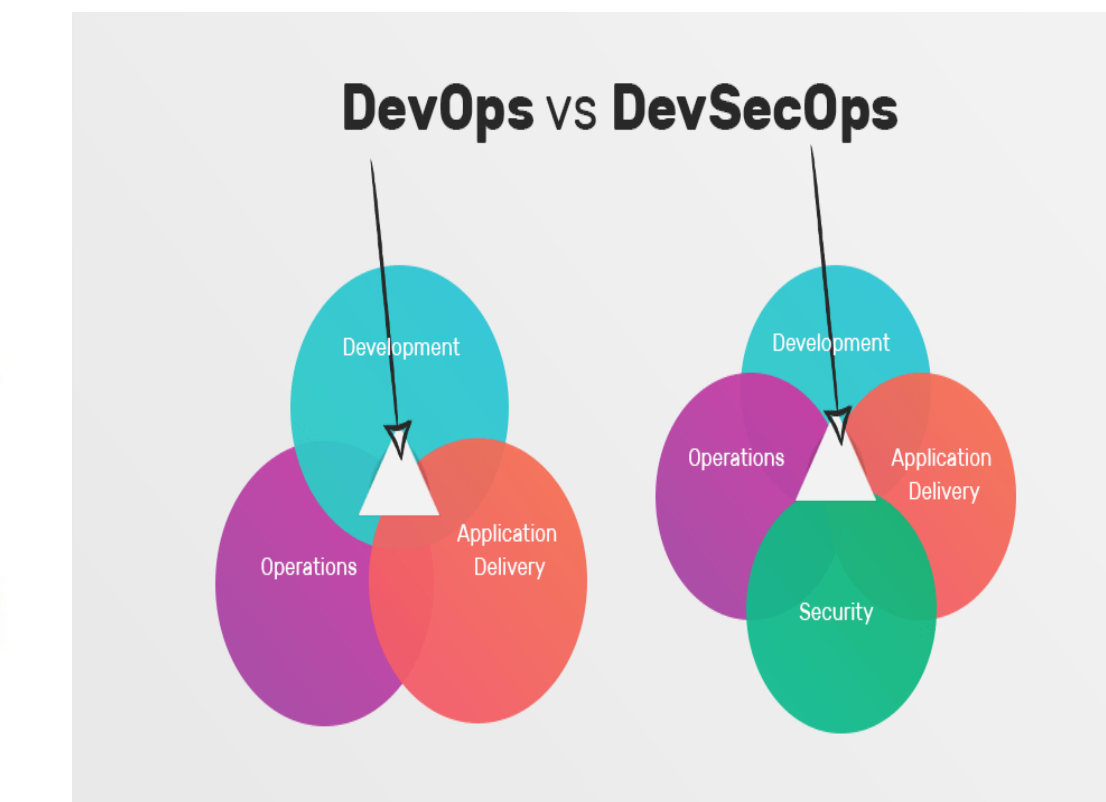 DevOps vs DevSecOps
Development
Operations
Application
Delivery
Development
Operations
Application
Delivery
Security